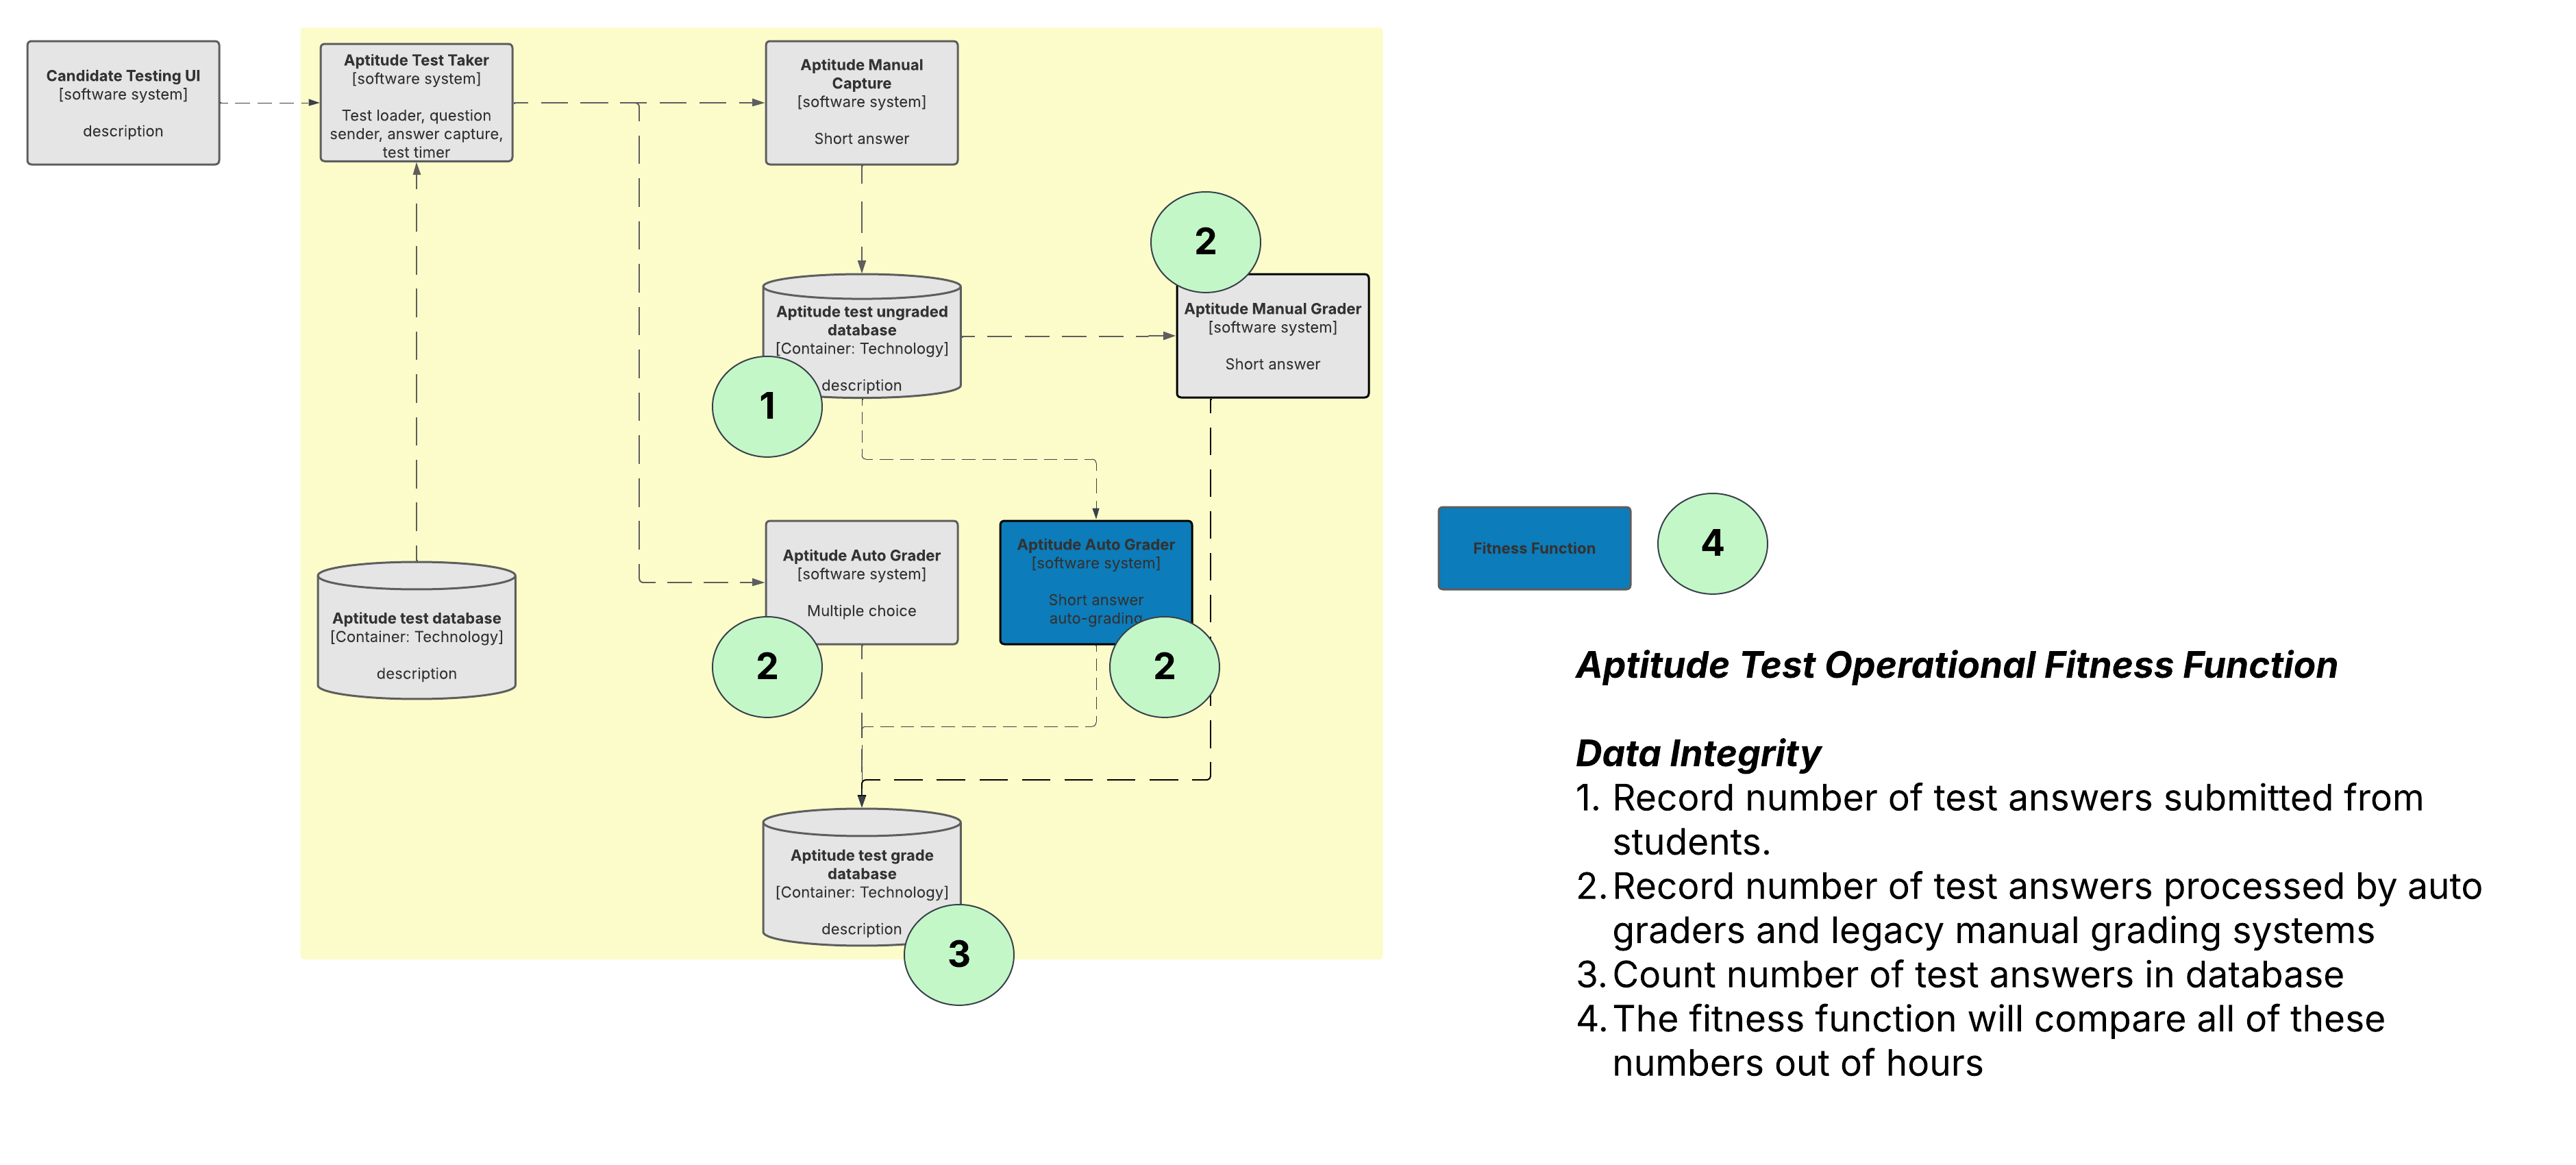 Candidate Testing UI
[software system]
description
Aptitude Test Taker
[software system]
Test loader, question
sender, answer capture,
test timer
Aptitude Manual
Capture
[software system]
Short answer
2
Aptitude test ungraded
database
[Container: Technology]
description
1
Aptitude Manual Grader
[software system]
Short answer
Aptitude Auto Grader
[software system]
Multiple choice
2
Aptitude Auto Grader
[software system]
Short answer
auto-grading
2
Aptitude test database
[Container: Technology]
description
Aptitude test grade
database
[Container: Technology]
description
3
Fitness Function
4
Aptitude Test Operational Fitness Function
Data Integrity
1. Record number of test answers submitted from
students.
2. Record number of test answers processed by auto
graders and legacy manual grading systems
3. Count number of test answers in database
4. The fitness function will compare all of these
numbers out of hours